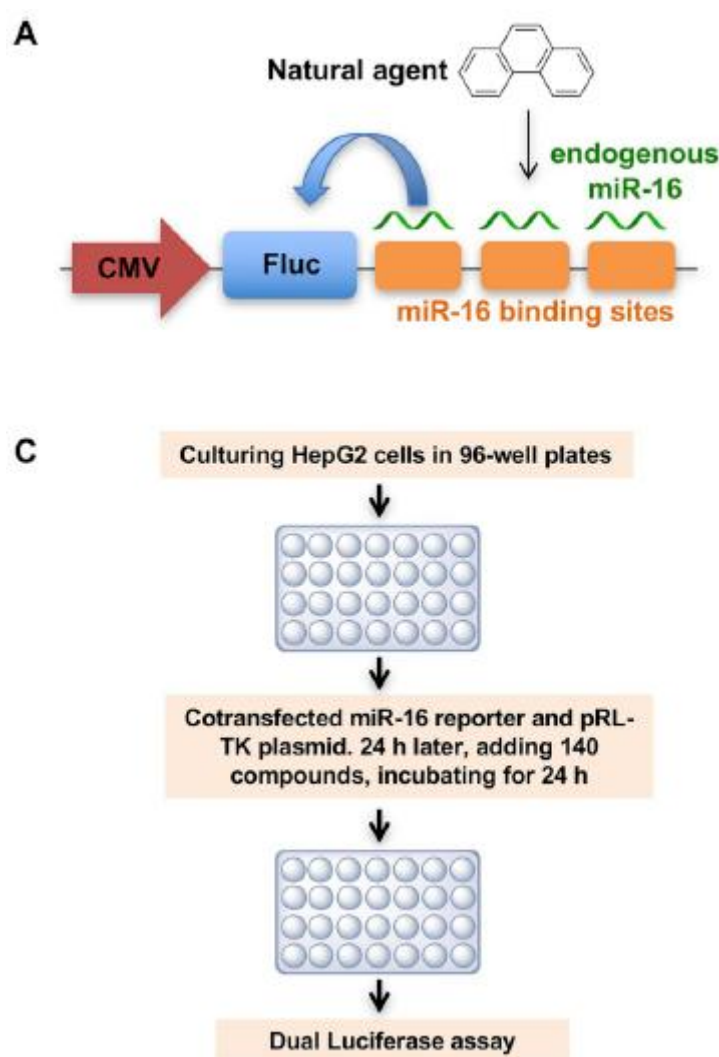 A
Natural agent
endogenous
miR-16
CMV
Fluc
miR-16 binding sites
C
Culturing HepG2 cells in 96-well plates
Cotransfected miR-16 reporter and pRL-
TK plasmid. 24 h later, adding 140
compounds, incubating for 24 h
Dual Luciferase assay